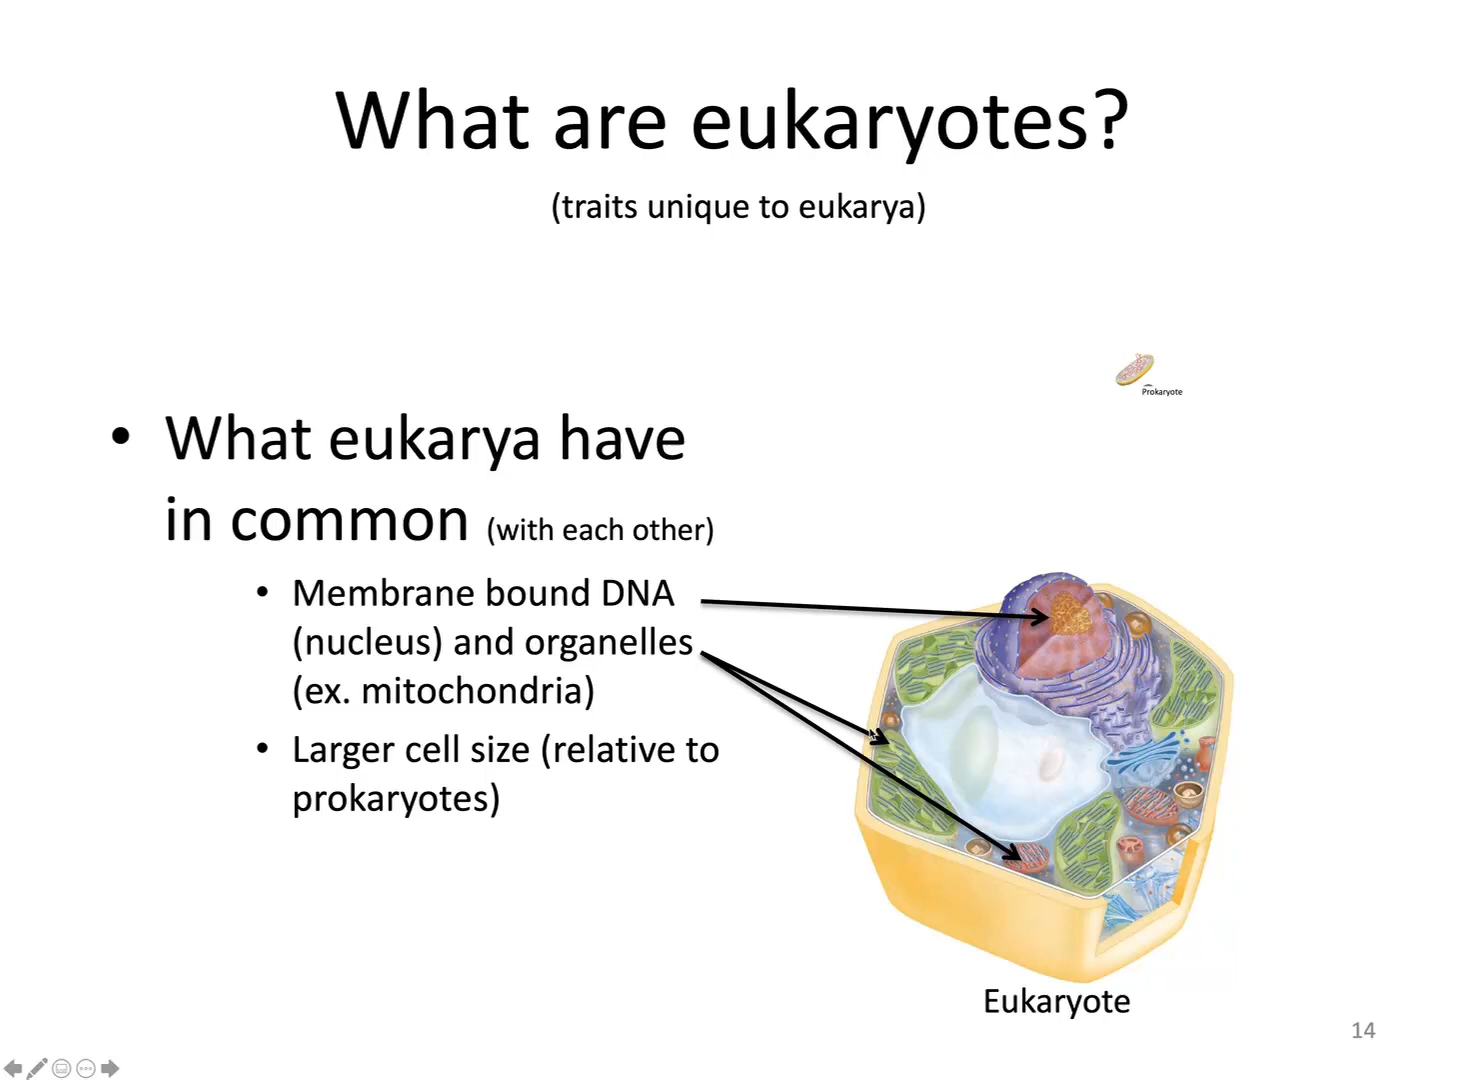 What are eukaryotes?
(traits unique to eukarya)
Prokaryote
• What eukarya have
in common (with each other)
• Membrane bound DNA
(nucleus) and organelles
(ex. mitochondria)
• Larger cell size (relative to
prokaryotes)
Eukaryote
14